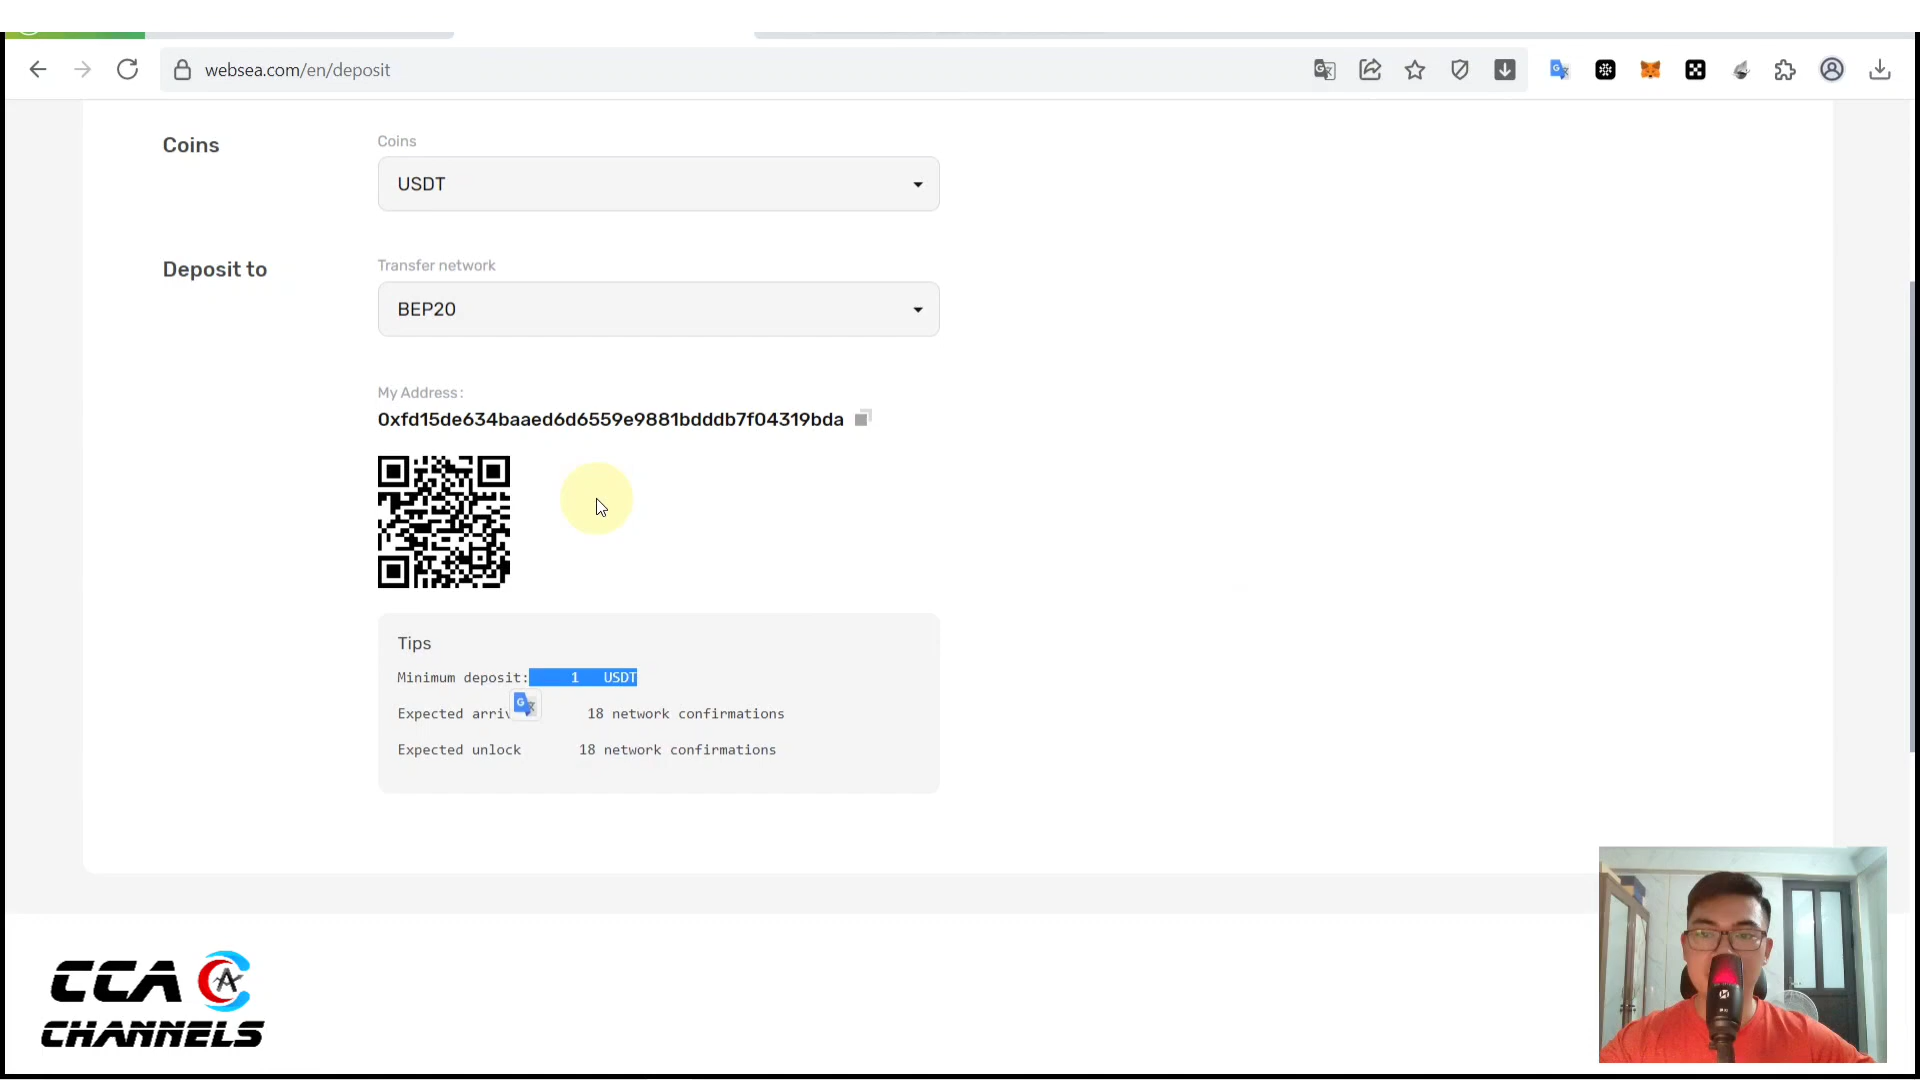 websea.com/en/deposit
Coins
Coins
USDT
Deposit to
Transfer network
BEP20
My Address:
0xfd15de634baaed6d6559e9881bdddb7f04319bda
Tips
Minimum deposit: 1 USDT
Expected arriv 18 network confirmations
Expected unlock 18 network confirmations
CCA
CHANNELS